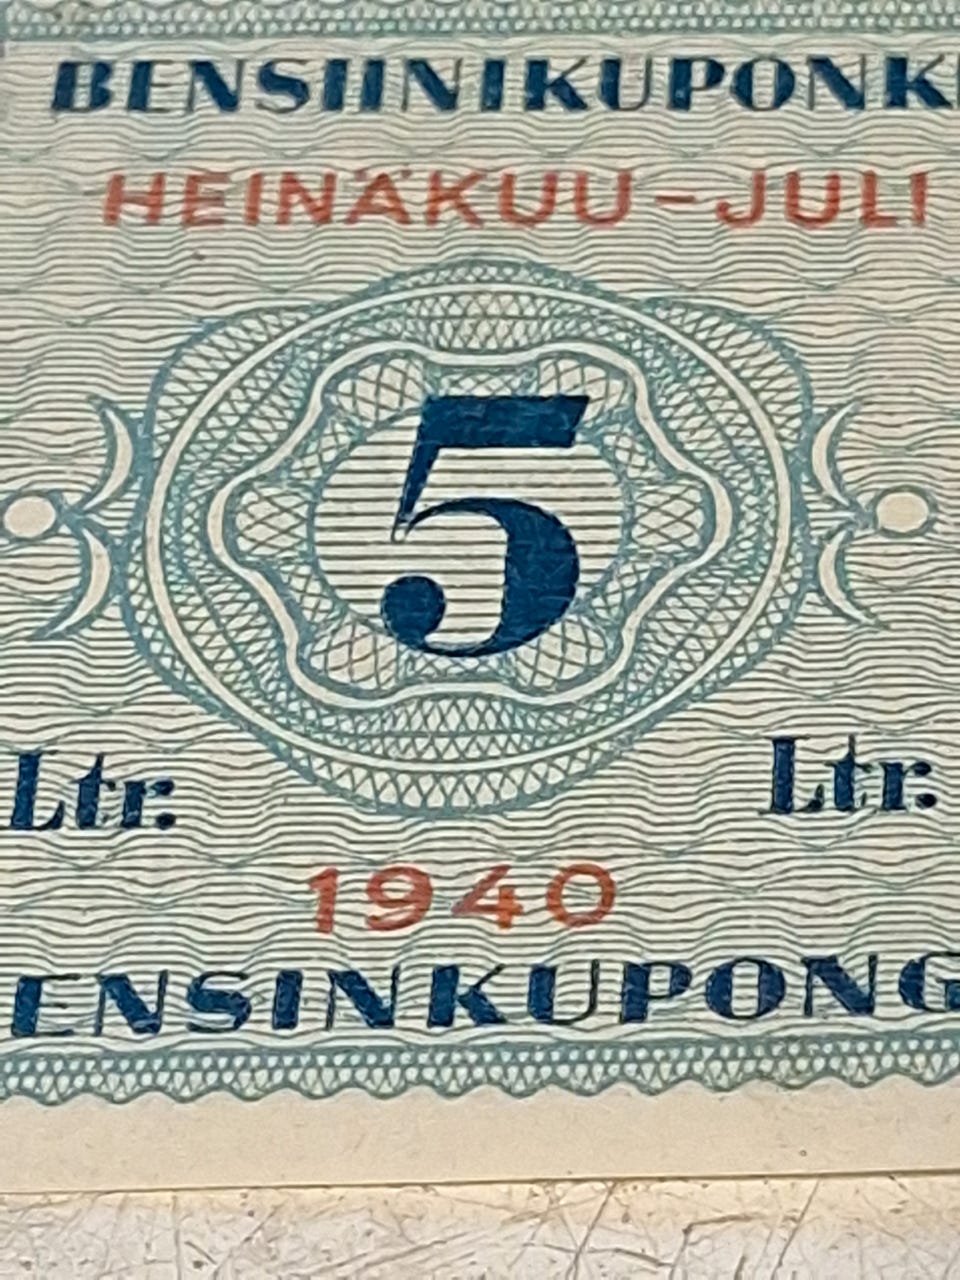 BENSIINIKUPONK
HEINÄKUU-JULI
5
Ltr. Ltr.
1940
ENSINKUPONG